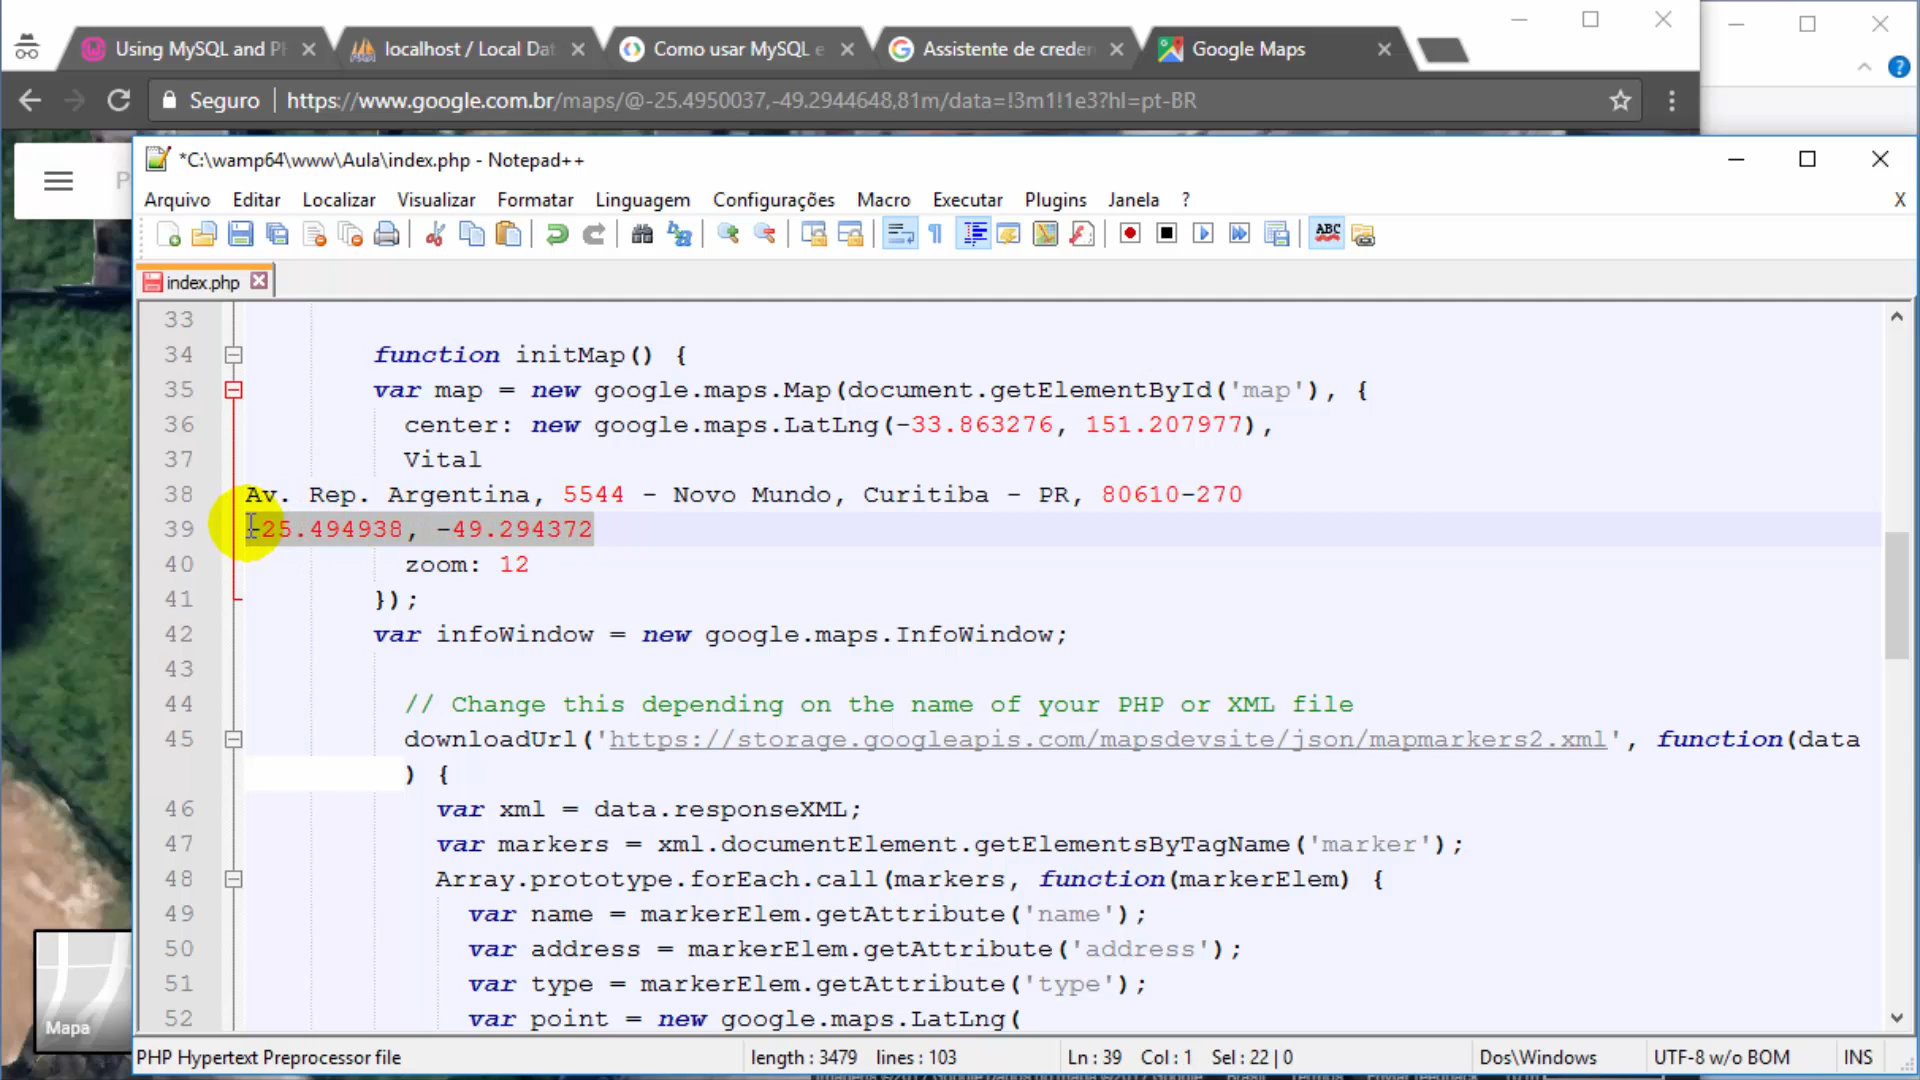 Using MySQL and P
localhost / Local Dat
Como usar MySQL e
Assistente de creden
Google Maps
Seguro
https://www.google.com.br/maps/@-25.4950037,-49.2944648,81m/data=!3m1!1e3?hl=pt-BR
*C:\wamp64\www\Aula\index.php - Notepad++
Arquivo Editar Localizar Visualizar Formatar Linguagem Configurações Macro Executar Plugins Janela ? X
ABC
index.php
33
34 function initMap() {
35 var map = new google.maps.Map(document.getElementById('map'), {
36 center: new google.maps.LatLng(-33.863276, 151.207977),
37 Vital
38 Av. Rep. Argentina, 5544 - Novo Mundo, Curitiba - PR, 80610-270
39 -25.494938, -49.294372
40 zoom: 12
41 });
42 var infoWindow = new google.maps.InfoWindow;
43
44 // Change this depending on the name of your PHP or XML file
45 downloadUrl('https://storage.googleapis.com/mapsdevsite/json/mapmarkers2.xml', function(data
) {
46 var xml = data.responseXML;
47 var markers = xml.documentElement.getElementsByTagName('marker');
48 Array.prototype.forEach.call(markers, function(markerElem) {
49 var name = markerElem.getAttribute('name');
50 var address = markerElem.getAttribute('address');
51 var type = markerElem.getAttribute('type');
52 var point = new google.maps.LatLng(
Mapa
PHP Hypertext Preprocessor file length : 3479 lines : 103 Ln : 39 Col : 1 Sel : 22 | 0 Dos\Windows UTF-8 w/o BOM INS